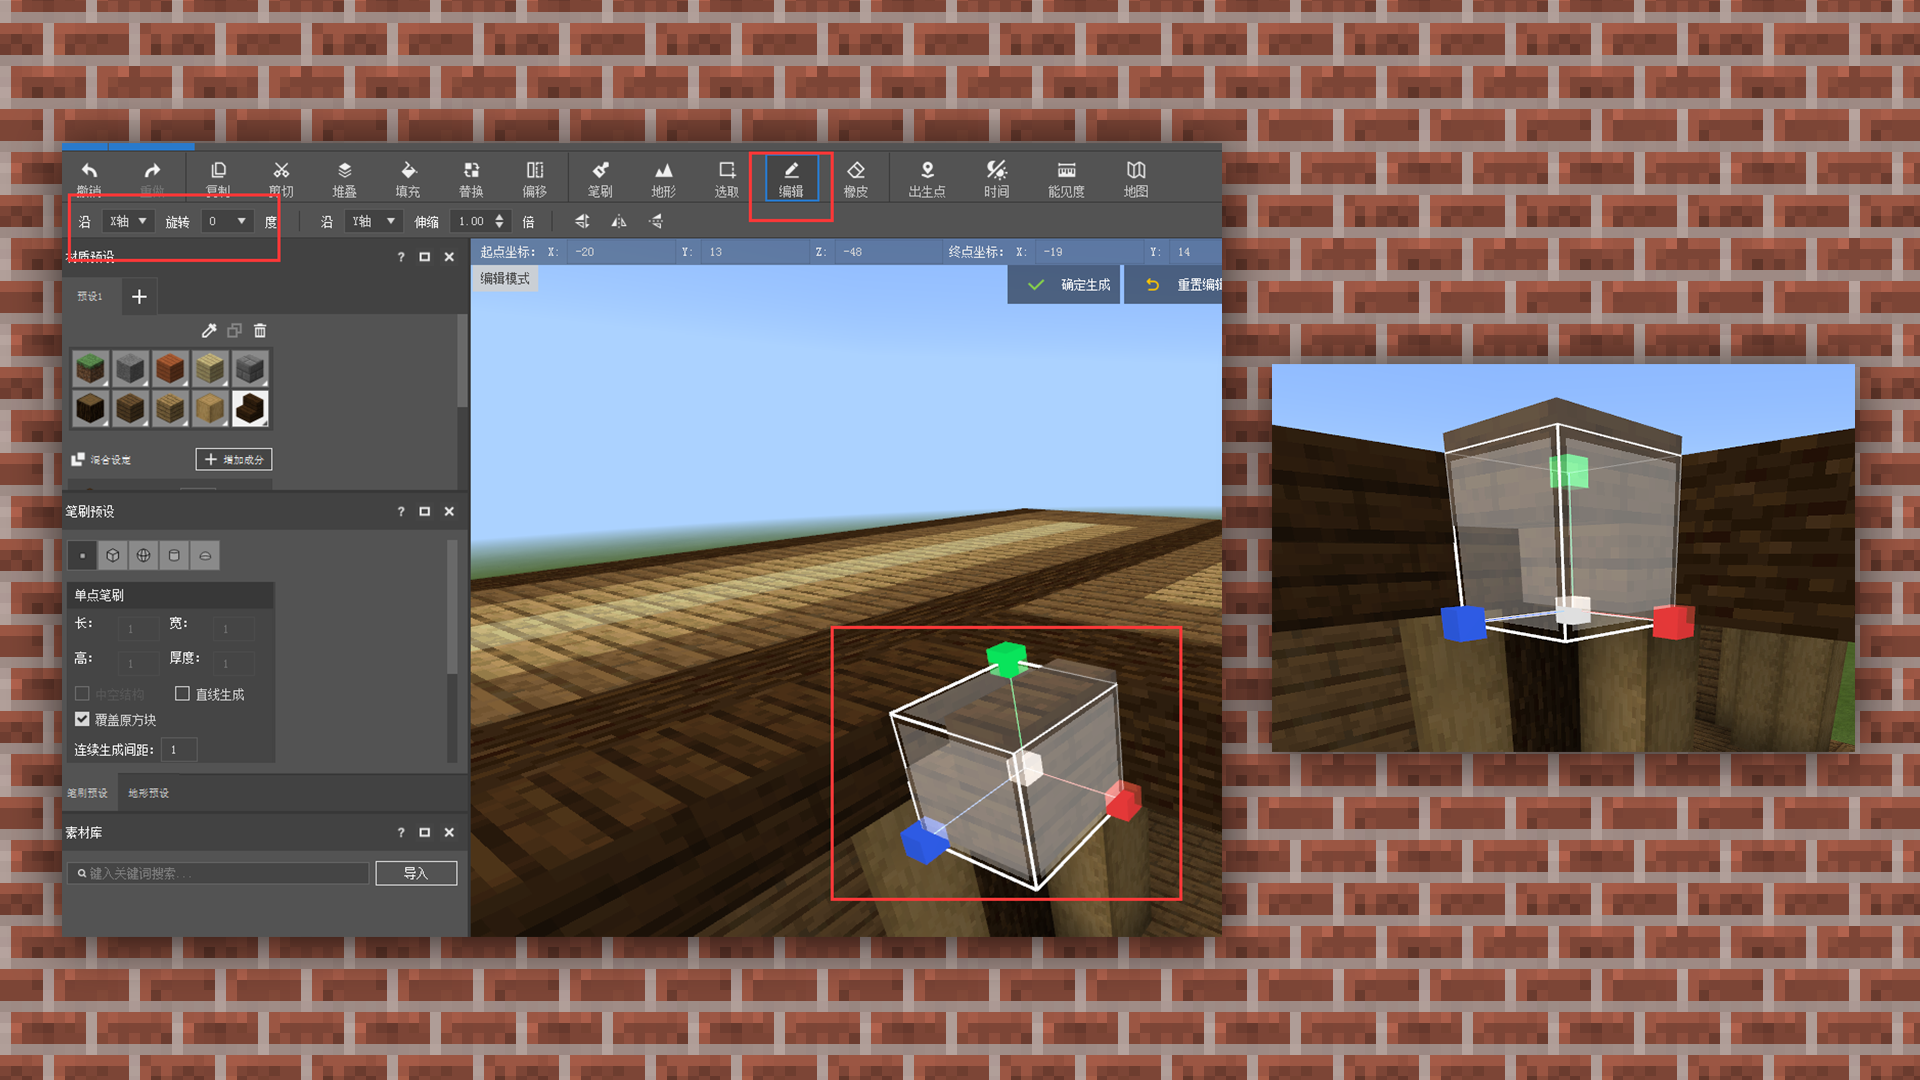 撤销 重做 复制 剪切 堆叠 填充 替换 偏移 笔刷 地形 选取 编辑 橡皮 出生点 时间 能见度 地图
沿 X轴 旋转 0 度 沿 Y轴 伸缩 1.00 倍
材质预设 ?
起点坐标: X: -20 Y: 13 Z: -48 终点坐标: X: -19 Y: 14
编辑模式
确定生成 重置编辑
预设1
混合设定 增加成分
笔刷预设 ?
单点笔刷
长: 1 宽: 1
高: 1 厚度: 1
中空结构 直线生成
覆盖原方块
连续生成间距: 1
笔刷预设 地形预设
素材库 ?
键入关键词搜索... 导入